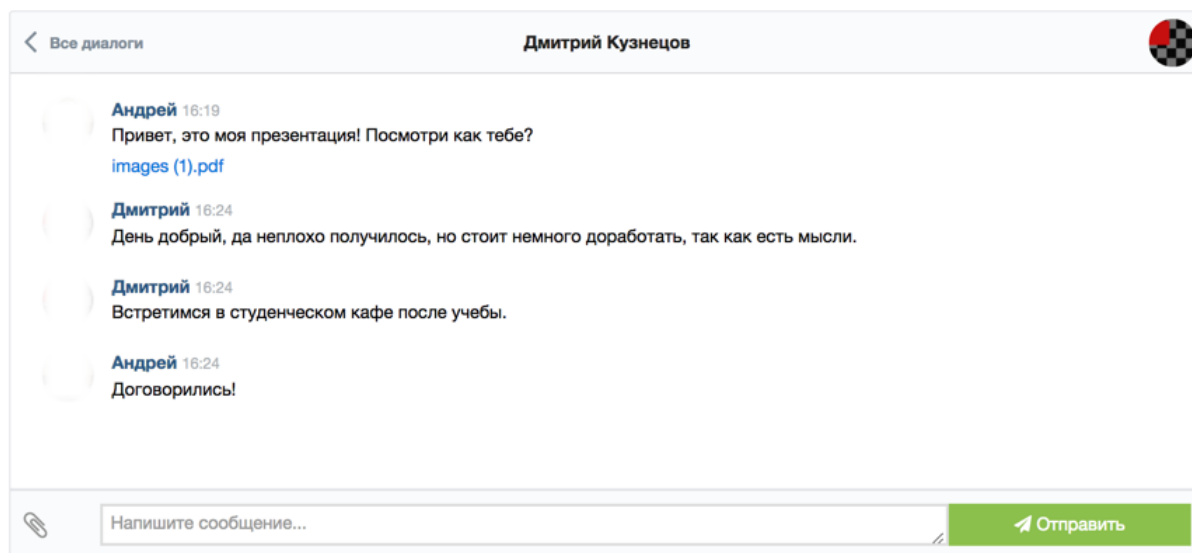 Все диалоги
Дмитрий Кузнецов
Андрей 16:19
Привет, это моя презентация! Посмотри как тебе?
images (1).pdf
Дмитрий 16:24
День добрый, да неплохо получилось, но стоит немного доработать, так как есть мысли.
Дмитрий 16:24
Встретимся в студенческом кафе после учебы.
Андрей 16:24
Договорились!
Напишите сообщение...
Отправить